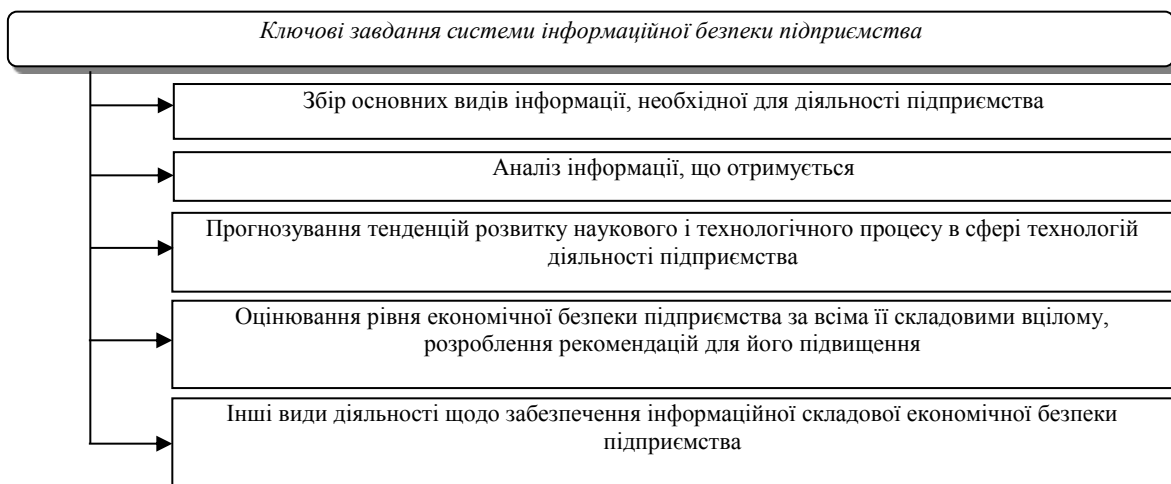 Ключові завдання системи інформаційної безпеки підприємства
Збір основних видів інформації, необхідної для діяльності підприємства
Аналіз інформації, що отримується
Прогнозування тенденцій розвитку наукового і технологічного процесу в сфері технологій
діяльності підприємства
Оцінювання рівня економічної безпеки підприємства за всіма її складовими вцілому,
розроблення рекомендацій для його підвищення
Інші види діяльності щодо забезпечення інформаційної складової економічної безпеки
підприємства